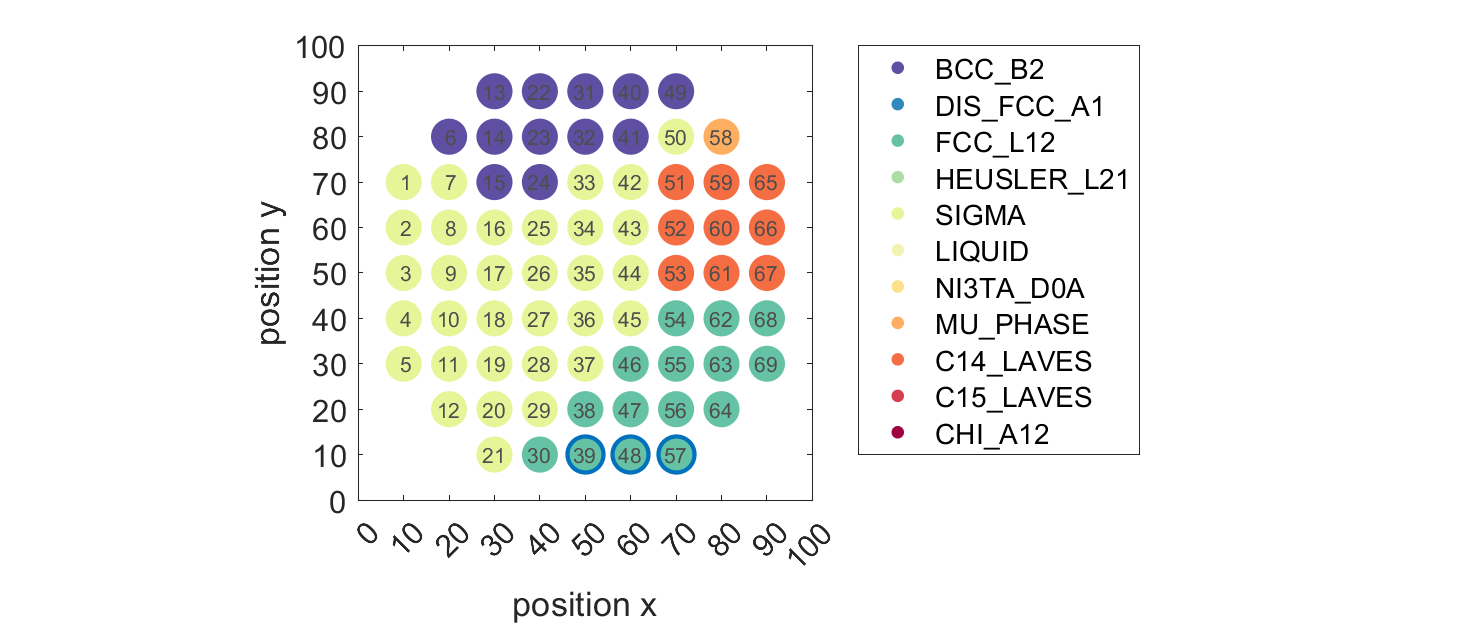 100
90
80
70
60
50
40
30
20
10
0
position y
13 22 31 40 49
6 14 23 32 41 50 58
1 7 15 24 33 42 51 59 65
2 8 16 25 34 43 52 60 66
3 9 17 26 35 44 53 61 67
4 10 18 27 36 45 54 62 68
5 11 19 28 37 46 55 63 69
12 20 29 38 47 56 64
21 30 39 48 57
0 10 20 30 40 50 60 70 80 90 100
position x
BCC_B2
DIS_FCC_A1
FCC_L12
HEUSLER_L21
SIGMA
LIQUID
NI3TA_D0A
MU_PHASE
C14_LAVES
C15_LAVES
CHI_A12